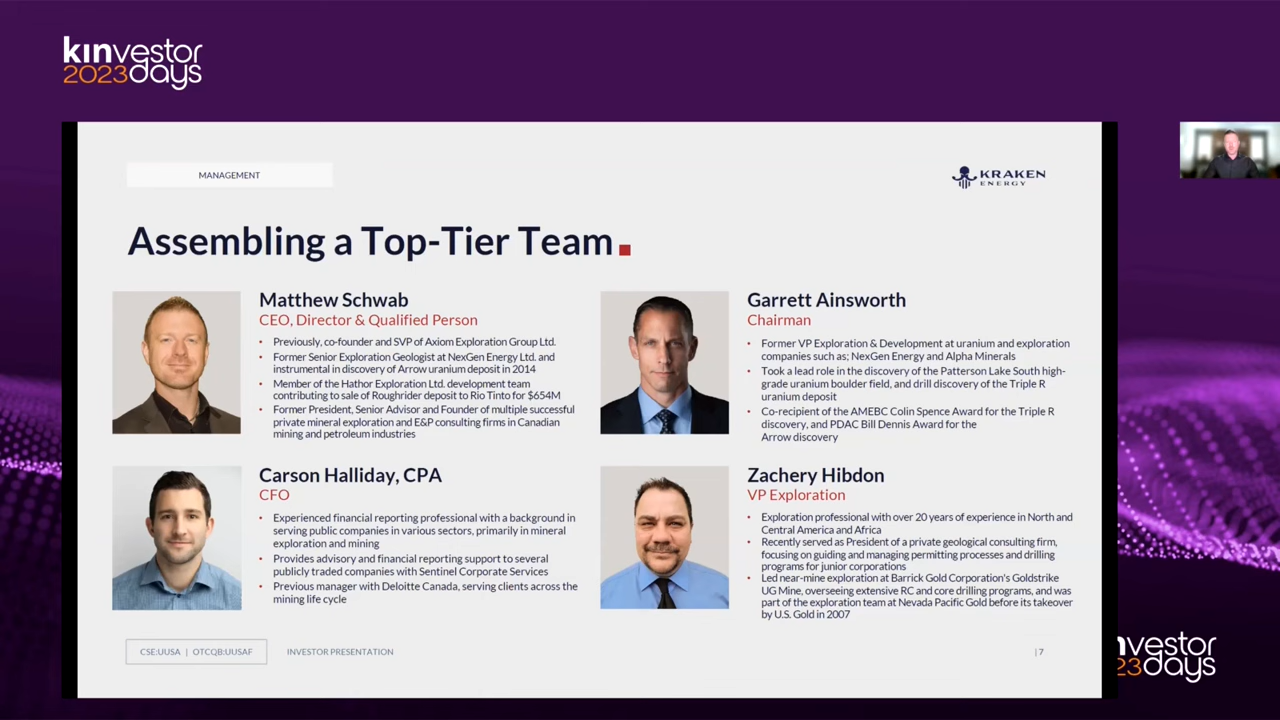 kinvestor
2023days
MANAGEMENT
KRAKEN
ENERGY
Assembling a Top-Tier Team
Matthew Schwab
CEO, Director & Qualified Person
• Previously, co-founder and SVP of Axiom Exploration Group Ltd.
• Former Senior Exploration Geologist at NexGen Energy Ltd. and
instrumental in discovery of Arrow uranium deposit in 2014
• Member of the Hathor Exploration Ltd. development team
contributing to sale of Roughrider deposit to Rio Tinto for $654M
• Former President, Senior Advisor and Founder of multiple successful
private mineral exploration and E&P consulting firms in Canadian
mining and petroleum industries
Garrett Ainsworth
Chairman
• Former VP Exploration & Development at uranium and exploration
companies such as; NexGen Energy and Alpha Minerals
• Took a lead role in the discovery of the Patterson Lake South high-
grade uranium boulder field, and drill discovery of the Triple R
uranium deposit
• Co-recipient of the AMEBC Colin Spence Award for the Triple R
discovery, and PDAC Bill Dennis Award for the
Arrow discovery
Carson Halliday, CPA
CFO
• Experienced financial reporting professional with a background in
serving public companies in various sectors, primarily in mineral
exploration and mining
• Provides advisory and financial reporting support to several
publicly traded companies with Sentinel Corporate Services
• Previous manager with Deloitte Canada, serving clients across the
mining life cycle
Zachery Hibdon
VP Exploration
• Exploration professional with over 20 years of experience in North and
Central America and Africa
• Recently served as President of a private geological consulting firm,
focusing on guiding and managing permitting processes and drilling
programs for junior corporations
• Led near-mine exploration at Barrick Gold Corporation's Goldstrike
UG Mine, overseeing extensive RC and core drilling programs, and was
part of the exploration team at Nevada Pacific Gold before its takeover
by U.S. Gold in 2007
CSE:UUSA | OTCQB:UUSAF
INVESTOR PRESENTATION
| 7
nvestor
23days